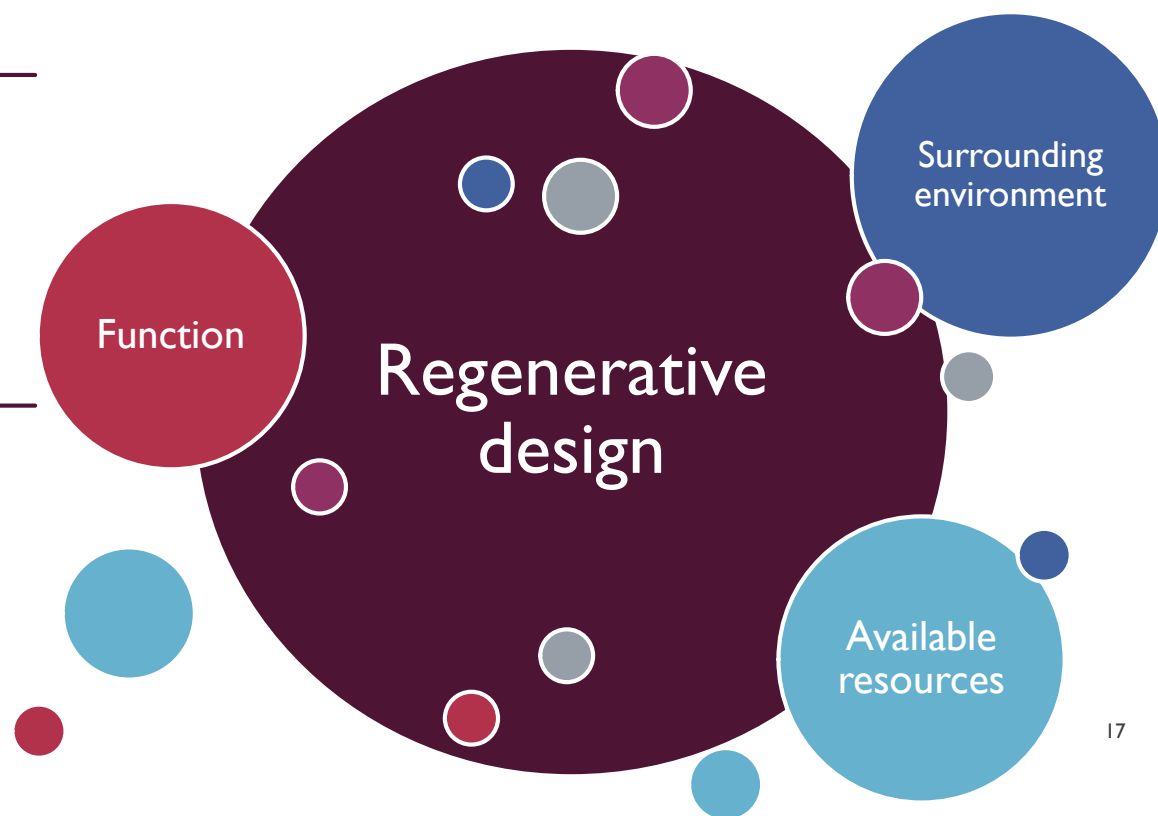 Surrounding
environment
Function
Regenerative
design
Available
resources
17